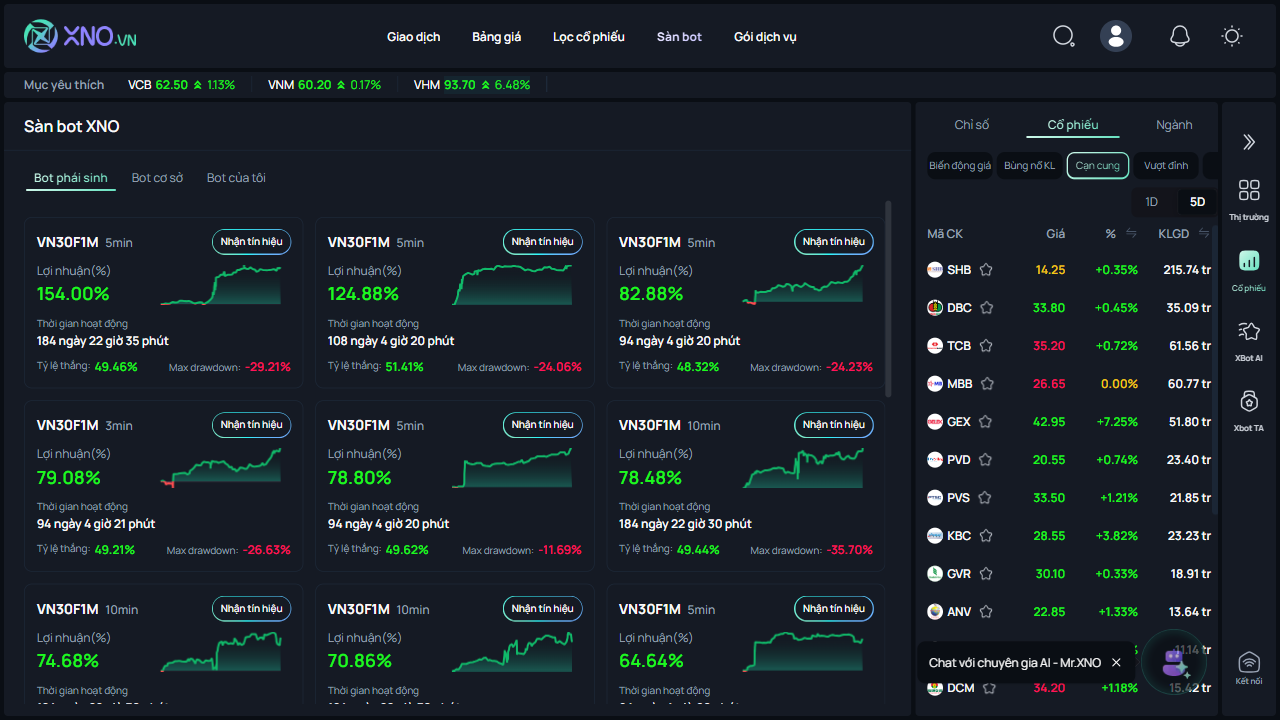 XNO.VN
Giao dịch Bảng giá Lọc cổ phiếu Sàn bot Gói dịch vụ
Mục yêu thích VCB 62.50 1.13% VNM 60.20 0.17% VHM 93.70 6.48%
Sàn bot XNO
Bot phái sinh Bot cơ sở Bot của tôi
VN30F1M 5min Nhận tín hiệu
Lợi nhuận(%)
154.00%
Thời gian hoạt động
184 ngày 22 giờ 35 phút
Tỷ lệ thắng: 49.46% Max drawdown: -29.21%
VN30F1M 5min Nhận tín hiệu
Lợi nhuận(%)
124.88%
Thời gian hoạt động
108 ngày 4 giờ 20 phút
Tỷ lệ thắng: 51.41% Max drawdown: -24.06%
VN30F1M 5min Nhận tín hiệu
Lợi nhuận(%)
82.88%
Thời gian hoạt động
94 ngày 4 giờ 20 phút
Tỷ lệ thắng: 48.32% Max drawdown: -24.23%
VN30F1M 3min Nhận tín hiệu
Lợi nhuận(%)
79.08%
Thời gian hoạt động
94 ngày 4 giờ 21 phút
Tỷ lệ thắng: 49.21% Max drawdown: -26.63%
VN30F1M 5min Nhận tín hiệu
Lợi nhuận(%)
78.80%
Thời gian hoạt động
94 ngày 4 giờ 20 phút
Tỷ lệ thắng: 49.62% Max drawdown: -11.69%
VN30F1M 10min Nhận tín hiệu
Lợi nhuận(%)
78.48%
Thời gian hoạt động
184 ngày 22 giờ 30 phút
Tỷ lệ thắng: 49.44% Max drawdown: -35.70%
VN30F1M 10min Nhận tín hiệu
Lợi nhuận(%)
74.68%
Thời gian hoạt động
VN30F1M 10min Nhận tín hiệu
Lợi nhuận(%)
70.86%
Thời gian hoạt động
VN30F1M 5min Nhận tín hiệu
Lợi nhuận(%)
64.64%
Thời gian hoạt động
Chỉ số Cổ phiếu Ngành
Biến động giá Bùng nổ KL Cạn cung Vượt đỉnh
1D 5D
Mã CK Giá % KLGD
SHB 14.25 +0.35% 215.74 tr
DBC 33.80 +0.45% 35.09 tr
TCB 35.20 +0.72% 61.56 tr
MBB 26.65 0.00% 60.77 tr
GEX 42.95 +7.25% 51.80 tr
PVD 20.55 +0.74% 23.40 tr
PVS 33.50 +1.21% 21.85 tr
KBC 28.55 +3.82% 23.23 tr
GVR 30.10 +0.33% 18.91 tr
ANV 22.85 +1.33% 13.64 tr
% 11.14 tr
Chat với chuyên gia AI - Mr.XNO
DCM 34.20 +1.18% 15.42 tr
Thị trường
Cổ phiếu
XBot AI
Xbot TA
Kết nối